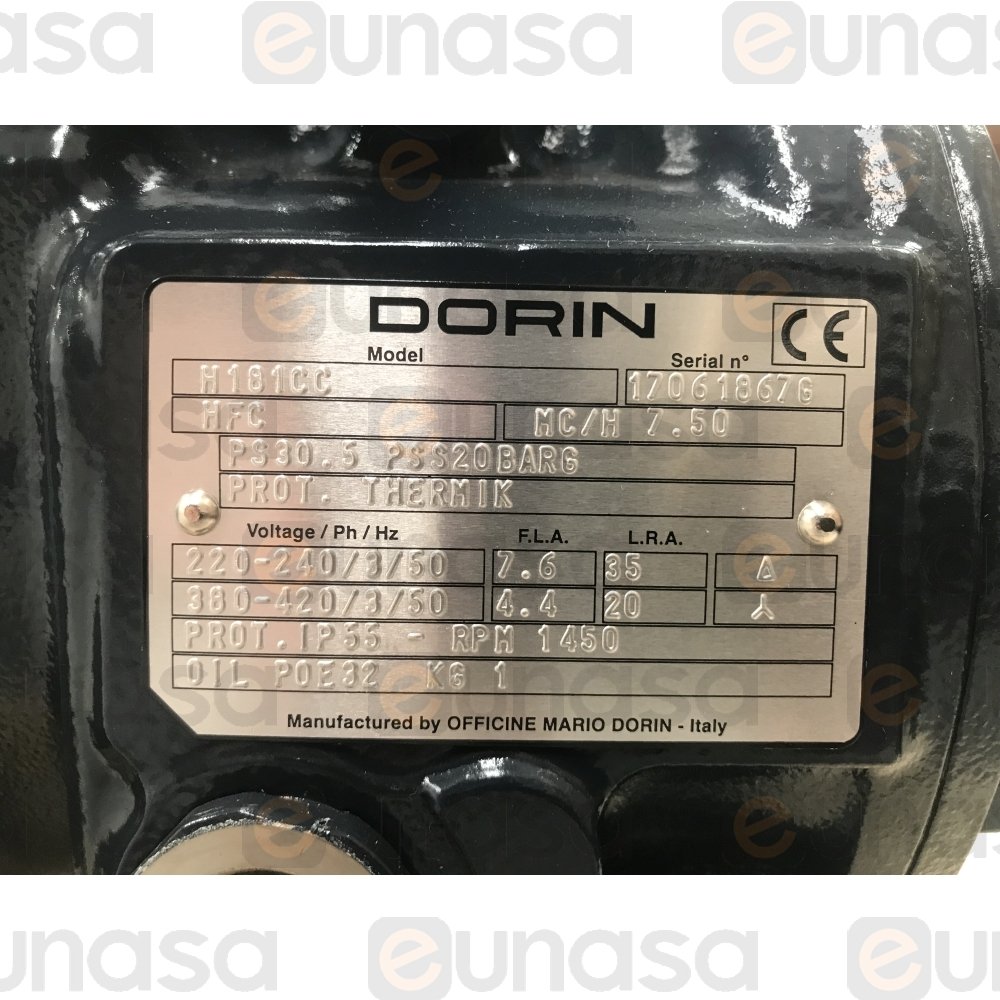 eunasa eunasa
DORIN
CE
Model Serial n°
H181CC 17061867G
HFC MC/H 7.50
PS30.5 PSS20BARG
PROT. THERMIK
Voltage / Ph / Hz F.L.A. L.R.A.
220-240/3/50 7.6 35 Δ
380-420/3/50 4.4 20
PROT.IP55 - RPM 1450
OIL POE32 KG 1
Manufactured by OFFICINE MARIO DORIN - Italy
eunasa eunasa